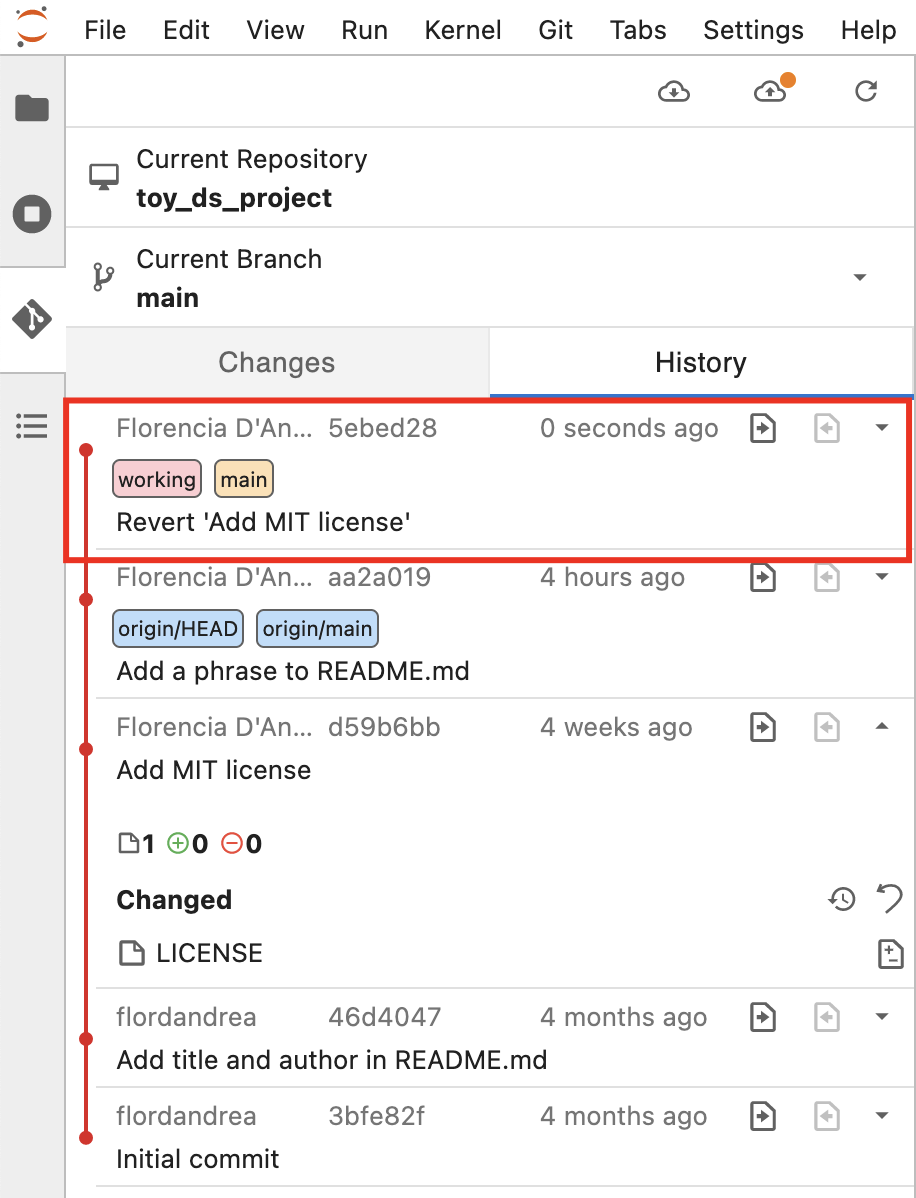 File Edit View Run Kernel Git Tabs Settings Help
Current Repository
toy_ds_project
Current Branch
main
Changes History
Florencia D'An... 5ebed28 0 seconds ago
working main
Revert 'Add MIT license'
Florencia D'An... aa2a019 4 hours ago
origin/HEAD origin/main
Add a phrase to README.md
Florencia D'An... d59b6bb 4 weeks ago
Add MIT license
1 0 0
Changed
LICENSE
flordandrea 46d4047 4 months ago
Add title and author in README.md
flordandrea 3bfe82f 4 months ago
Initial commit